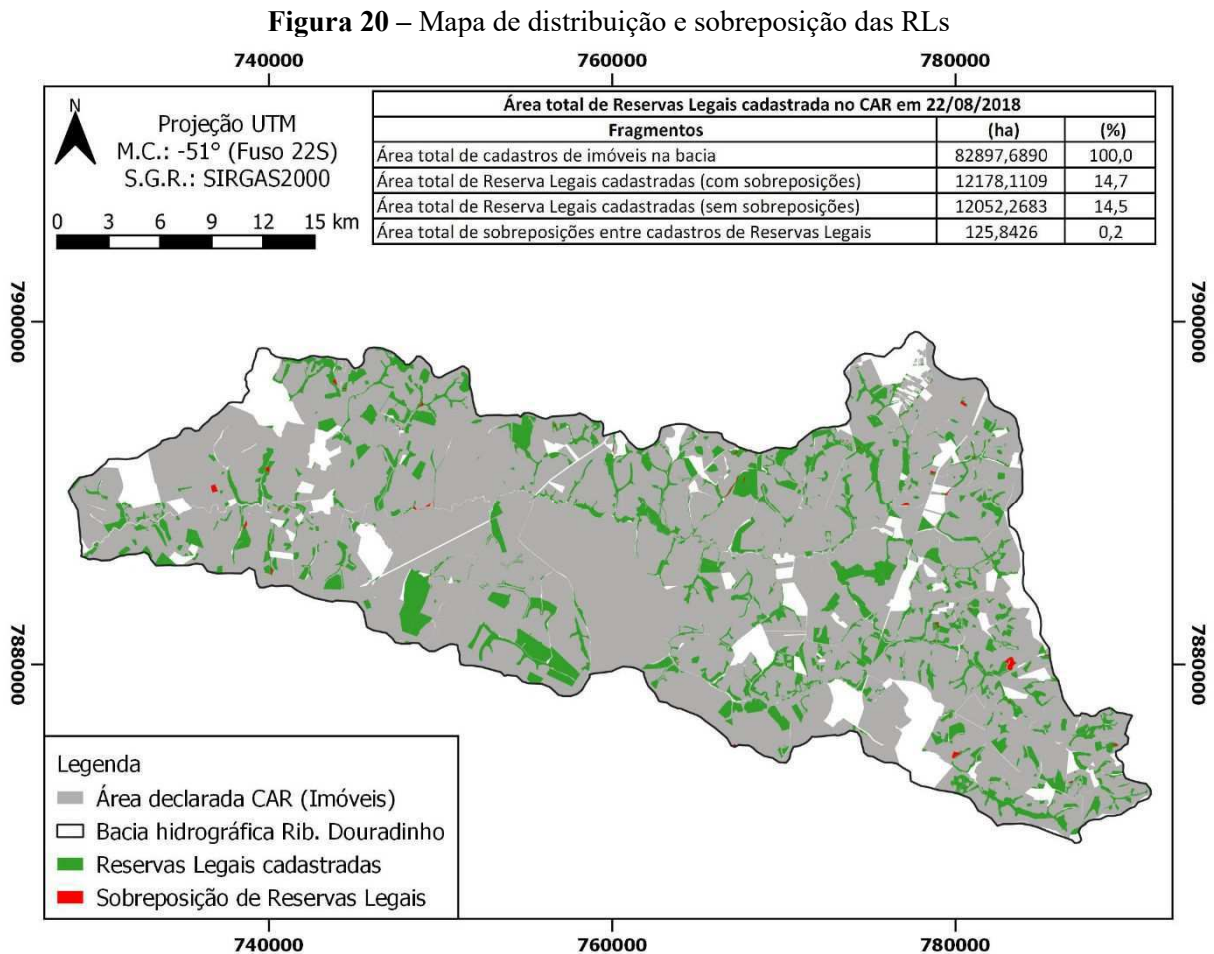 Figura 20 – Mapa de distribuição e sobreposição das RLs
740000 760000 780000
N
Projeção UTM
M.C.: -51° (Fuso 22S)
S.G.R.: SIRGAS2000
0 3 6 9 12 15 km
Área total de Reservas Legais cadastrada no CAR em 22/08/2018
Fragmentos (ha) (%)
Área total de cadastros de imóveis na bacia 82897,6890 100,0
Área total de Reserva Legais cadastradas (com sobreposições) 12178,1109 14,7
Área total de Reserva Legais cadastradas (sem sobreposições) 12052,2683 14,5
Área total de sobreposições entre cadastros de Reservas Legais 125,8426 0,2
7900000 7900000
7880000 7880000
Legenda
Área declarada CAR (Imóveis)
Bacia hidrográfica Rib. Douradinho
Reservas Legais cadastradas
Sobreposição de Reservas Legais
740000 760000 780000